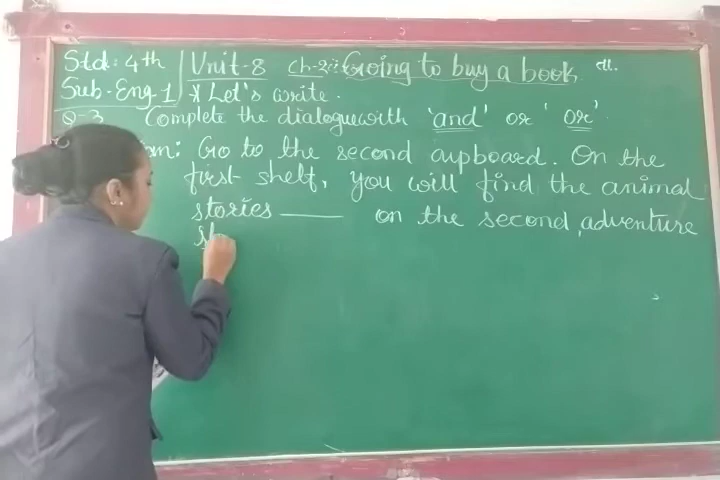 Std: 4th Unit-8 ch-2: Going to buy a book
Sub-Eng-1 * Let's write.
Q-3 Complete the dialogue with 'and' or 'or'.
Go to the second cupboard. On the
first shelf, you will find the animal
stories ______ on the second, adventure